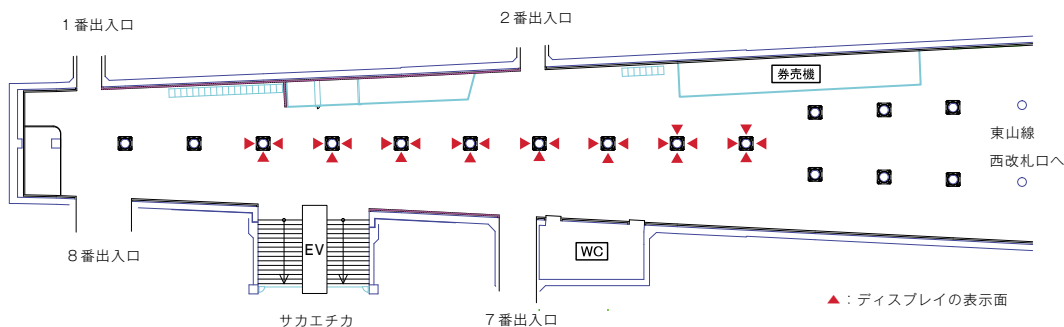 1番出入口
2番出入口
券売機
東山線
西改札口へ
8番出入口
EV
WC
サカエチカ
7番出入口
▲：ディスプレイの表示面